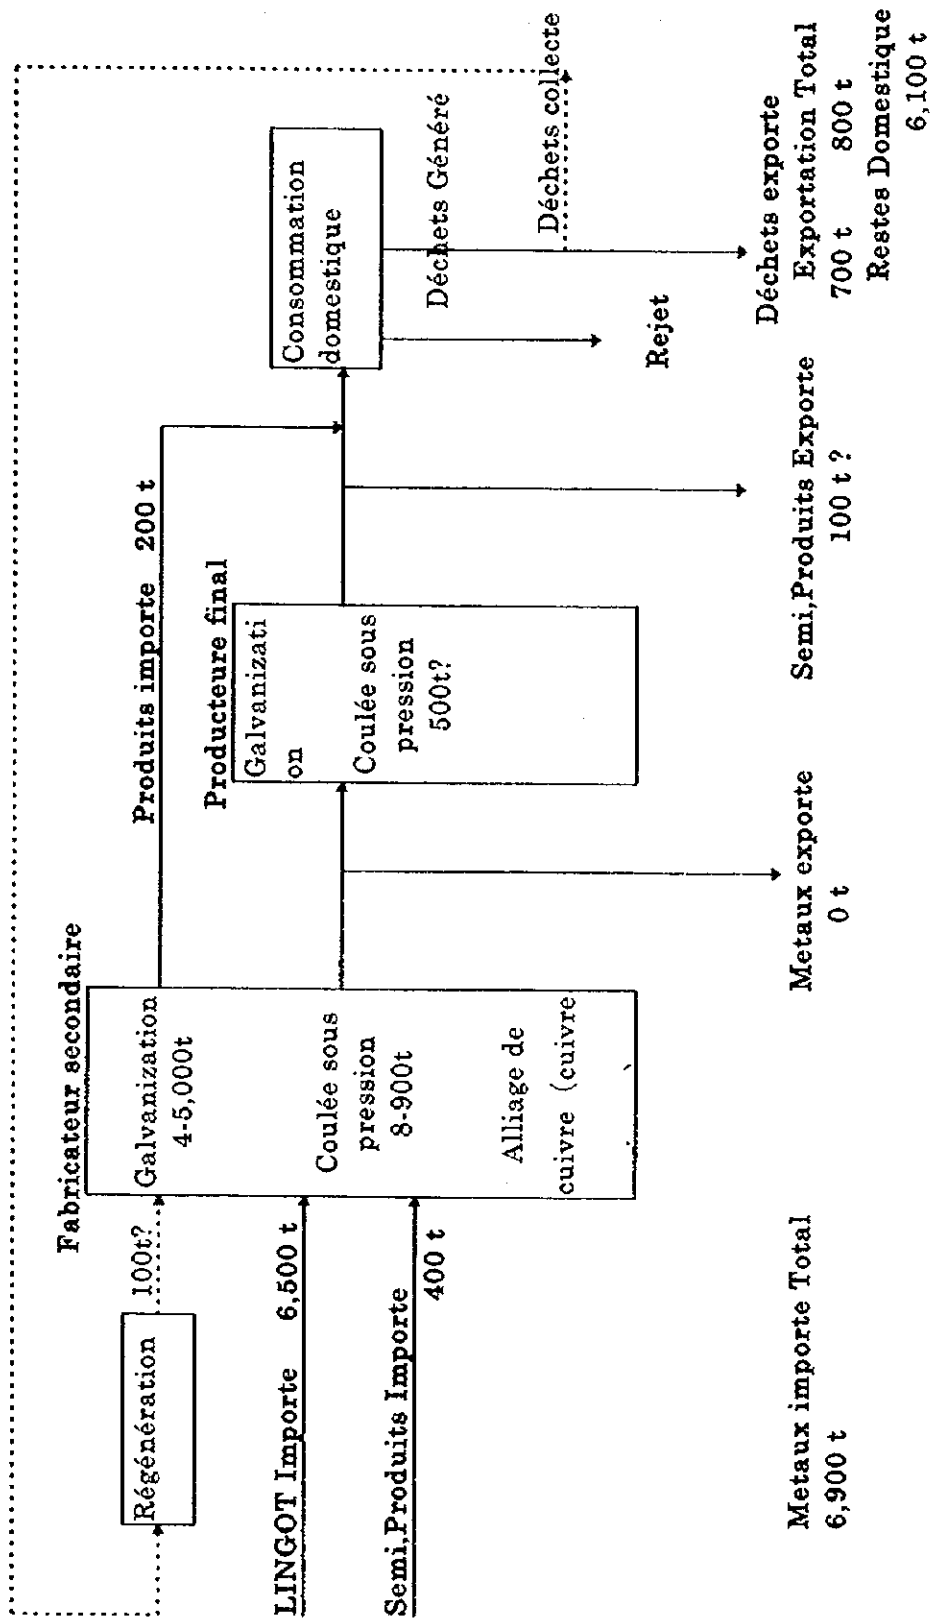 Fabricateur secondaire
Régénération
100t?
LINGOT Importe 6,500 t
Semi,Produits Importe
400 t
Galvanization
4-5,000t
Coulée sous
pression
8-900t
Alliage de
cuivre (cuivre
Produits importe 200 t
Producteure final
Galvanizati
on
Coulée sous
pression
500t?
Consommation
domestique
Déchets Généré
Déchets collecte
Rejet
Metaux importe Total
6,900 t
Metaux exporte
0 t
Semi,Produits Exporte
100 t ?
Déchets exporte
Exportation Total
700 t 800 t
Restes Domestique
6,100 t